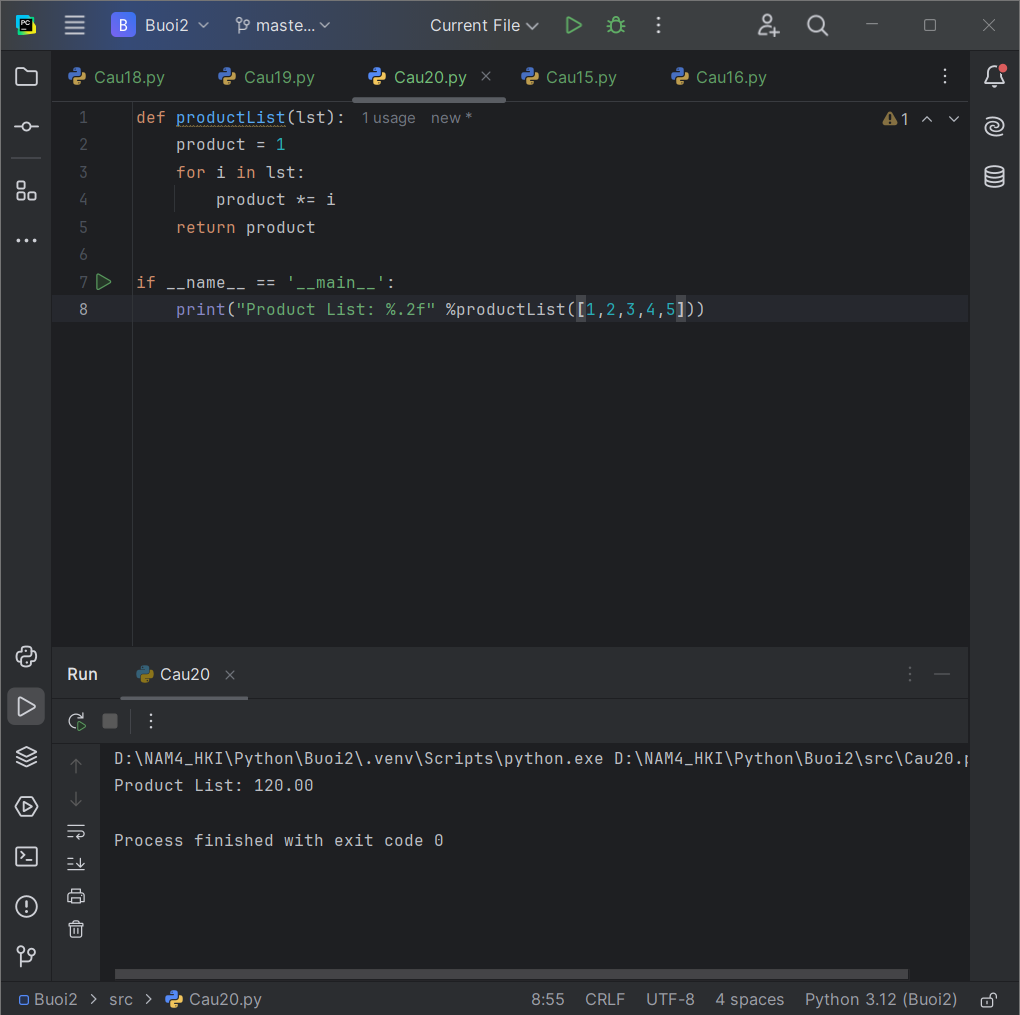 PC
B Buoi2 maste... Current File
Cau18.py Cau19.py Cau20.py Cau15.py Cau16.py
1 def productList(lst): 1 usage new *
1
2 product = 1
3 for i in lst:
4 product *= i
5 return product
6
7 if __name__ == '__main__':
8 print("Product List: %.2f" %productList([1,2,3,4,5]))
Run Cau20
D:\NAM4_HKI\Python\Buoi2\.venv\Scripts\python.exe D:\NAM4_HKI\Python\Buoi2\src\Cau20.p
Product List: 120.00
Process finished with exit code 0
Buoi2 > src > Cau20.py 8:55 CRLF UTF-8 4 spaces Python 3.12 (Buoi2)